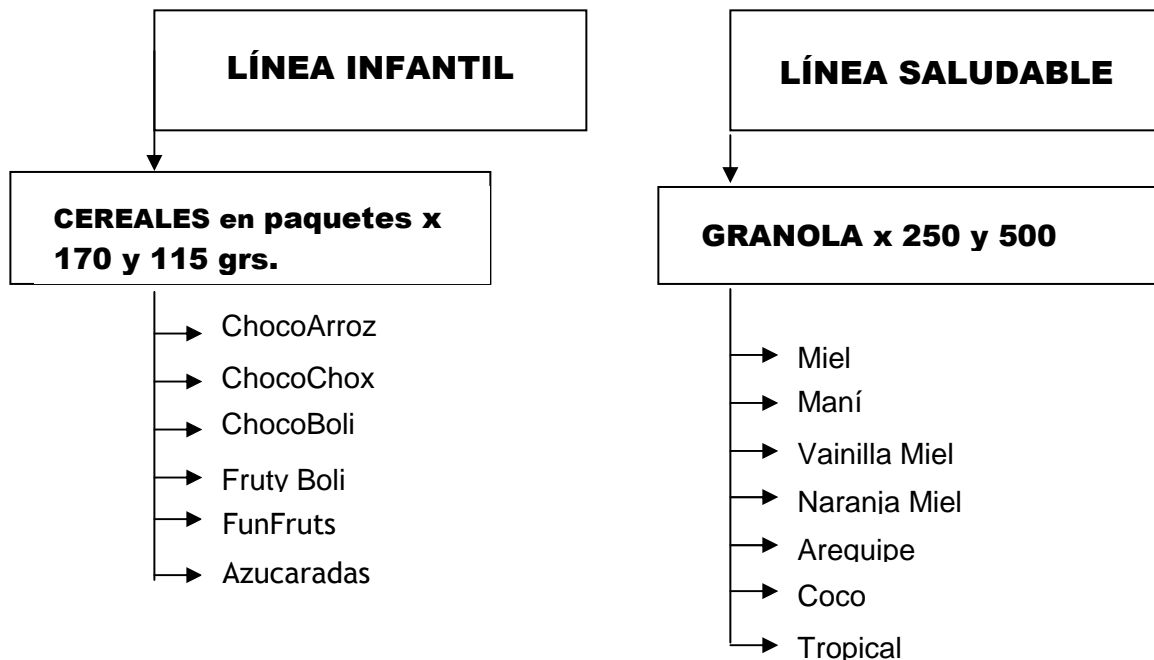 LÍNEA INFANTIL
CEREALES en paquetes x
170 y 115 grs.
ChocoArroz
ChocoChox
ChocoBoli
Fruty Boli
FunFruts
Azucaradas
LÍNEA SALUDABLE
GRANOLA x 250 y 500
Miel
Maní
Vainilla Miel
Naranja Miel
Arequipe
Coco
Tropical